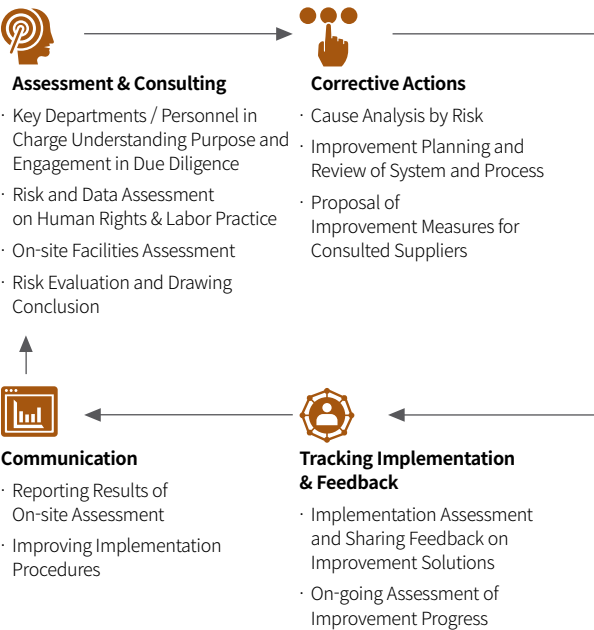 Assessment & Consulting
· Key Departments / Personnel in
Charge Understanding Purpose and
Engagement in Due Diligence
· Risk and Data Assessment
on Human Rights & Labor Practice
· On-site Facilities Assessment
· Risk Evaluation and Drawing
Conclusion
Corrective Actions
· Cause Analysis by Risk
· Improvement Planning and
Review of System and Process
· Proposal of
Improvement Measures for
Consulted Suppliers
Communication
· Reporting Results of
On-site Assessment
· Improving Implementation
Procedures
Tracking Implementation
& Feedback
· Implementation Assessment
and Sharing Feedback on
Improvement Solutions
· On-going Assessment of
Improvement Progress